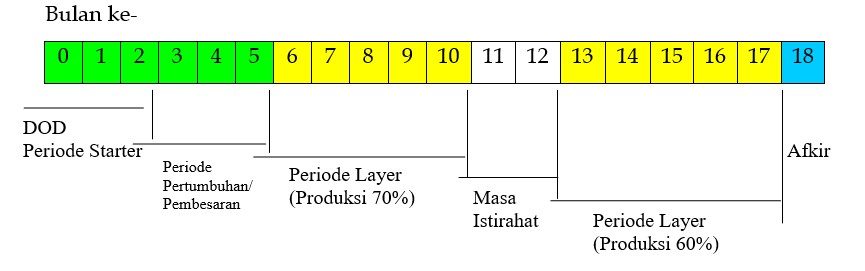 Bulan ke-
0 1 2 3 4 5 6 7 8 9 10 11 12 13 14 15 16 17 18
DOD
Periode Starter
Periode
Pertumbuhan/
Pembesaran
Periode Layer
(Produksi 70%)
Masa
Istirahat
Periode Layer
(Produksi 60%)
Afkir